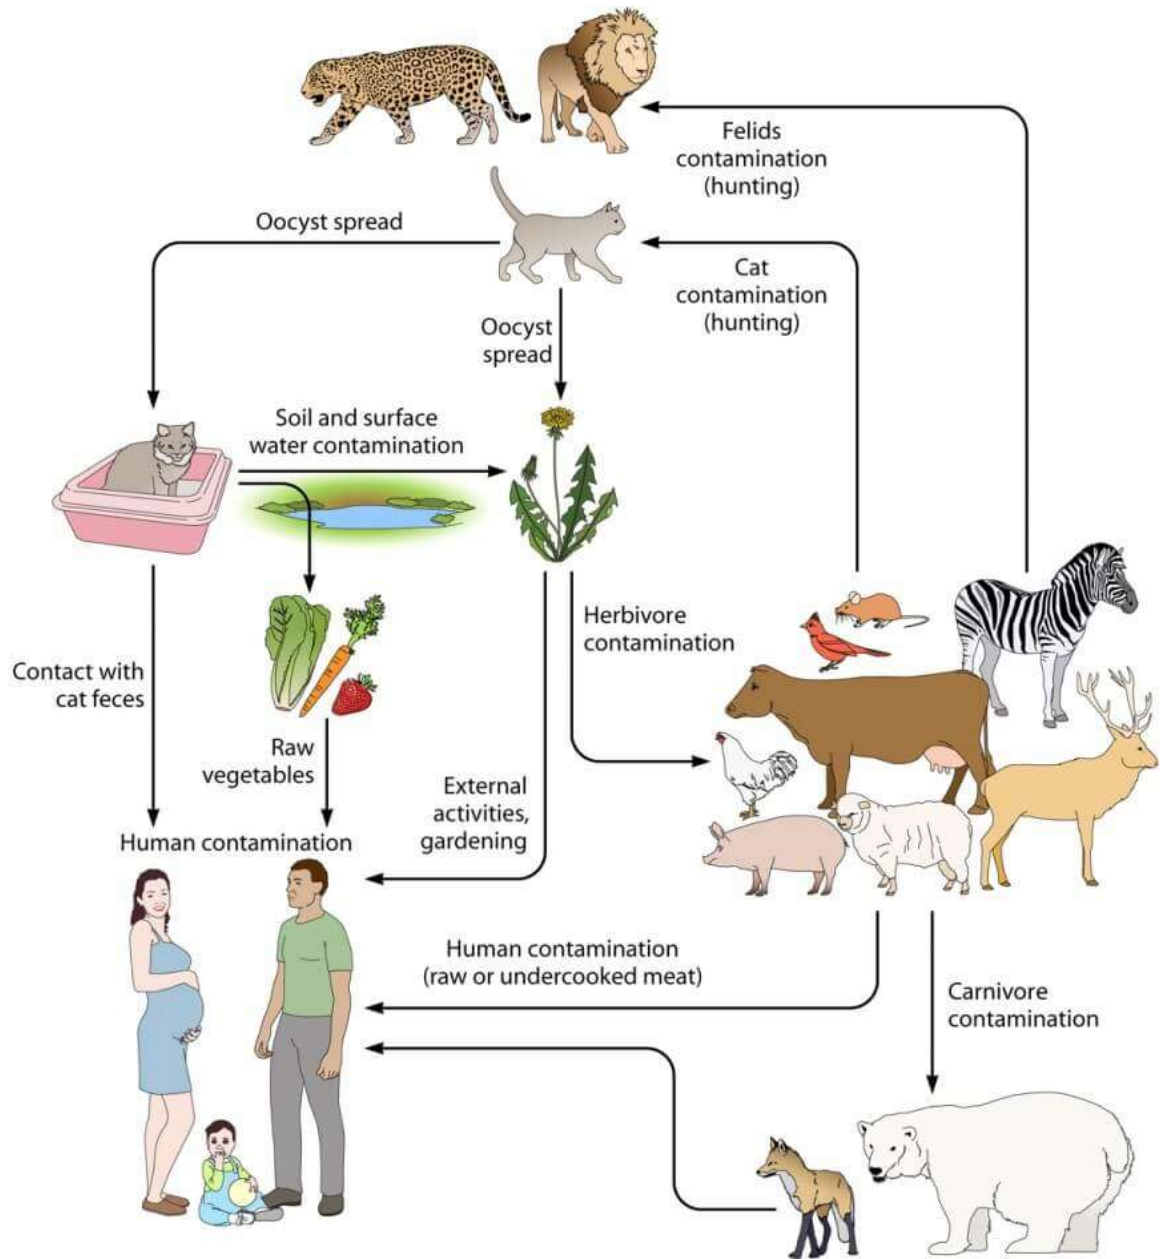 Felids
contamination
(hunting)
Oocyst spread
Cat
contamination
(hunting)
Oocyst
spread
Soil and surface
water contamination
Herbivore
contamination
Contact with
cat feces
Raw
vegetables
External
activities,
gardening
Human contamination
Human contamination
(raw or undercooked meat)
Carnivore
contamination